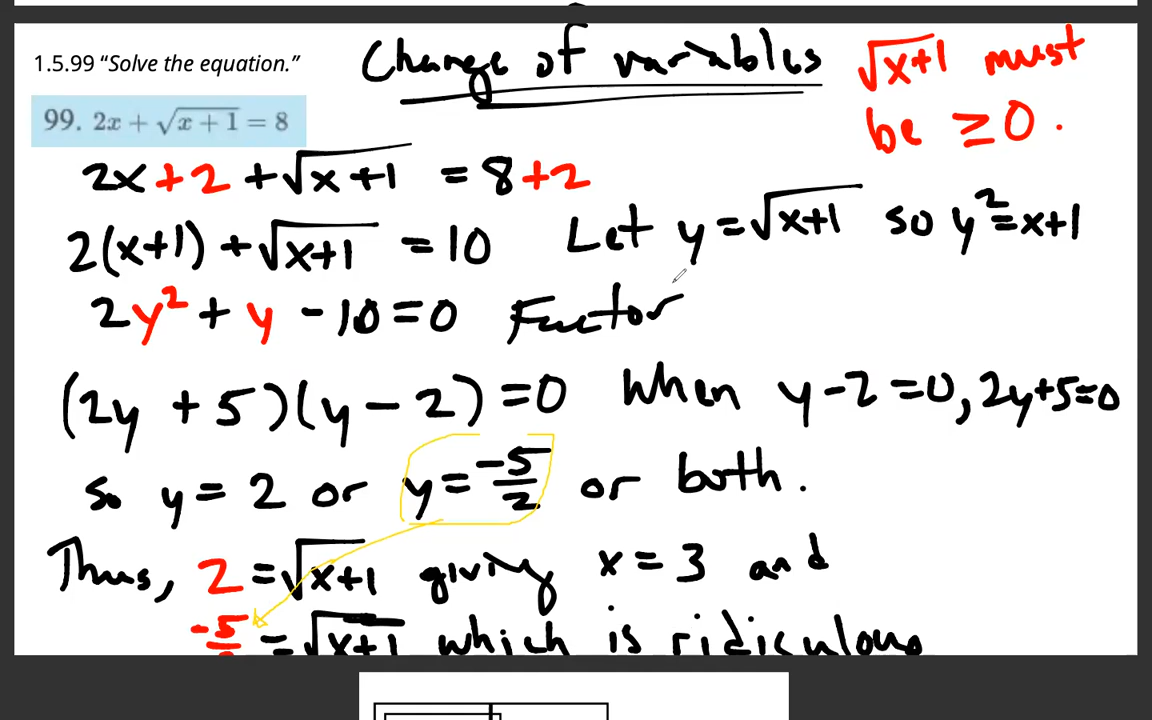 1.5.99 “Solve the equation.”
Change of variables
√x+1 must
be ≥0.
99. 2x + √x + 1 = 8
2x +2 + √x+1 = 8 +2
2(x+1) + √x+1 = 10 Let y = √x+1 so y² = x+1
2y² + y - 10 = 0 Factor
(2y + 5)(y - 2) = 0 When y - 2 = 0, 2y+5=0
so y = 2 or y = -5/2 or both.
Thus, 2 = √x+1 giving x = 3 and
-5/2 = √x+1 which is ridiculous